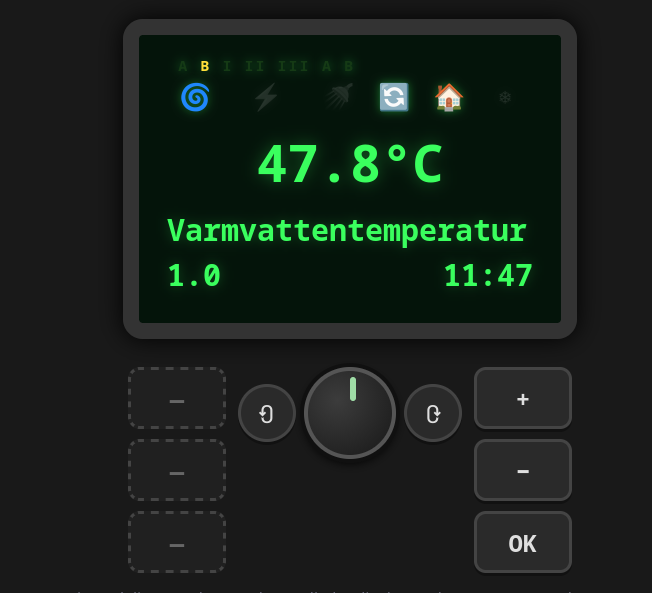 A B I II III A B
47.8°C
Varmvattentemperatur
1.0 11:47
– +
– −
– OK